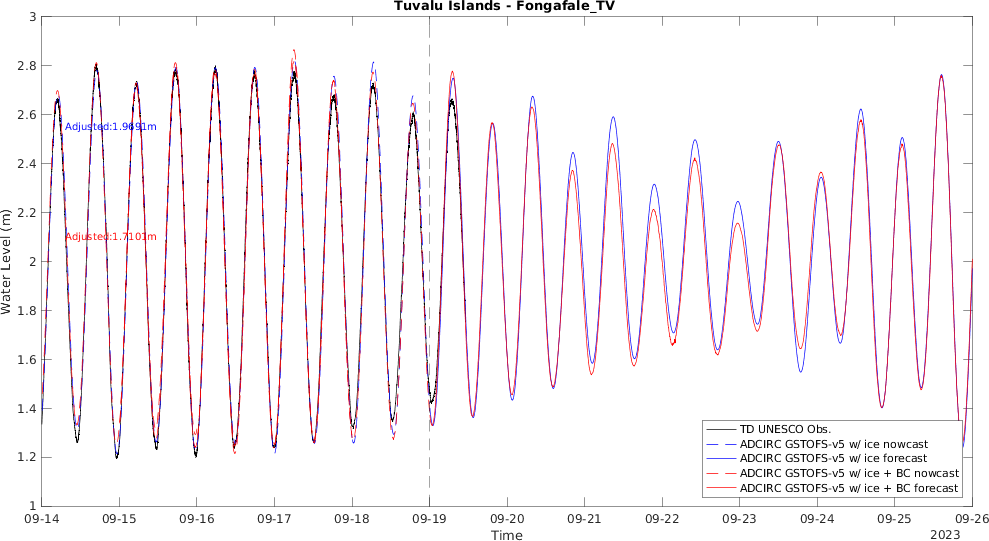 Tuvalu Islands - Fongafale_TV
3
2.8
2.6
2.4
2.2
2
1.8
1.6
1.4
1.2
1
Water Level (m)
Adjusted:1.9691m
Adjusted:1.7101m
TD UNESCO Obs.
ADCIRC GSTOFS-v5 w/ ice nowcast
ADCIRC GSTOFS-v5 w/ ice forecast
ADCIRC GSTOFS-v5 w/ ice + BC nowcast
ADCIRC GSTOFS-v5 w/ ice + BC forecast
09-14 09-15 09-16 09-17 09-18 09-19 09-20 09-21 09-22 09-23 09-24 09-25 09-26
Time
2023